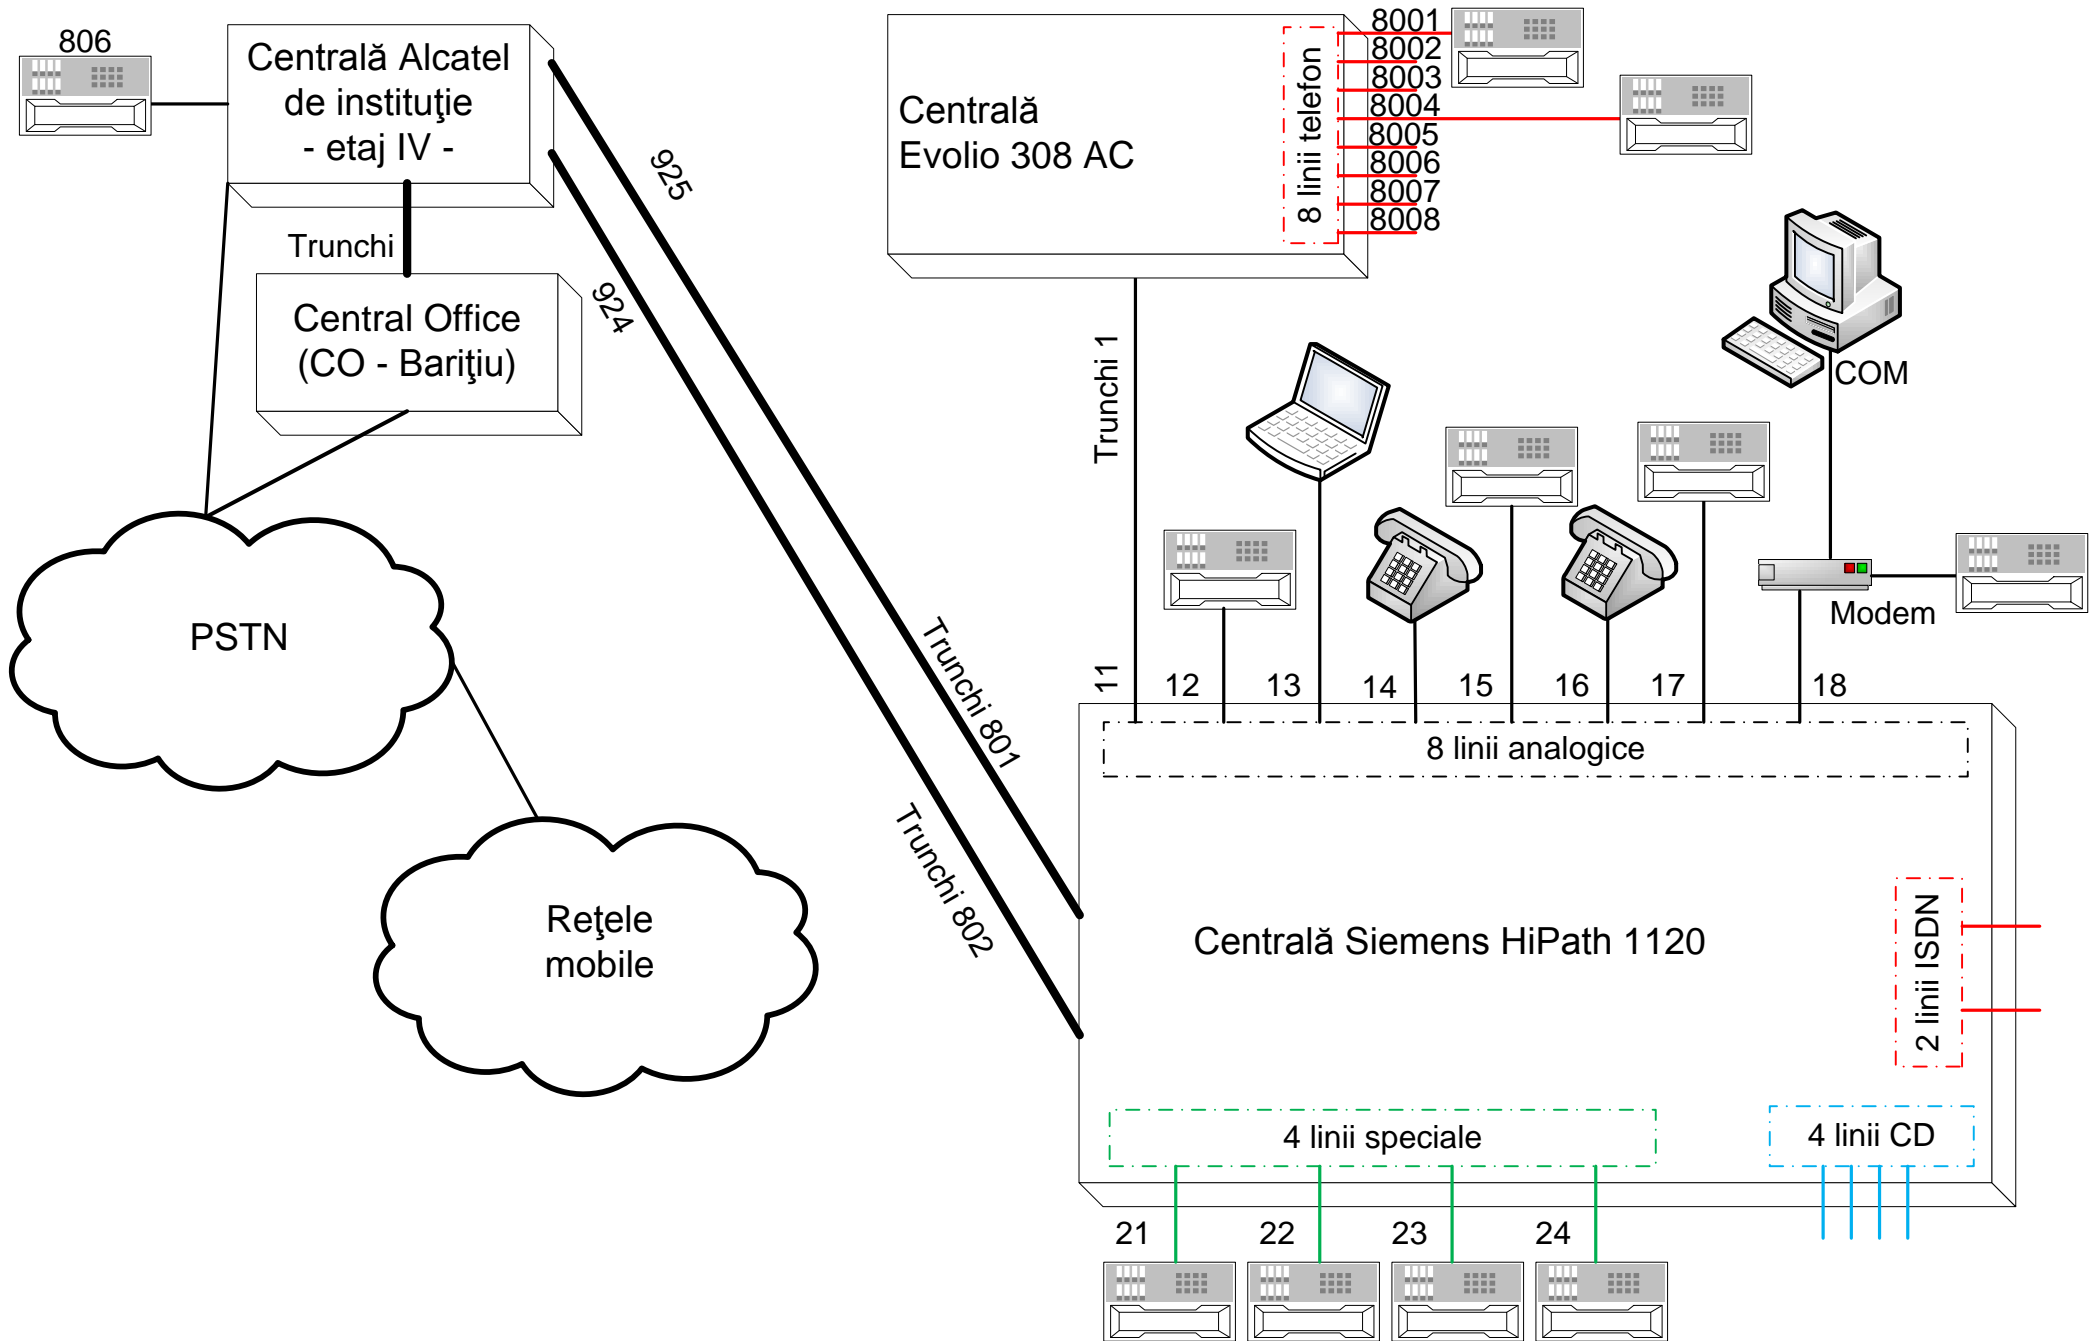 806
Centrală Alcatel
de instituţie
- etaj IV -
Trunchi
Central Office
(CO - Bariţiu)
925
924
PSTN
Reţele
mobile
Trunchi 801
Trunchi 802
Centrală
Evolio 308 AC
8 linii telefon
8001
8002
8003
8004
8005
8006
8007
8008
Trunchi 1
COM
Modem
11
12
13
14
15
16
17
18
8 linii analogice
Centrală Siemens HiPath 1120
2 linii ISDN
4 linii speciale
4 linii CD
21
22
23
24